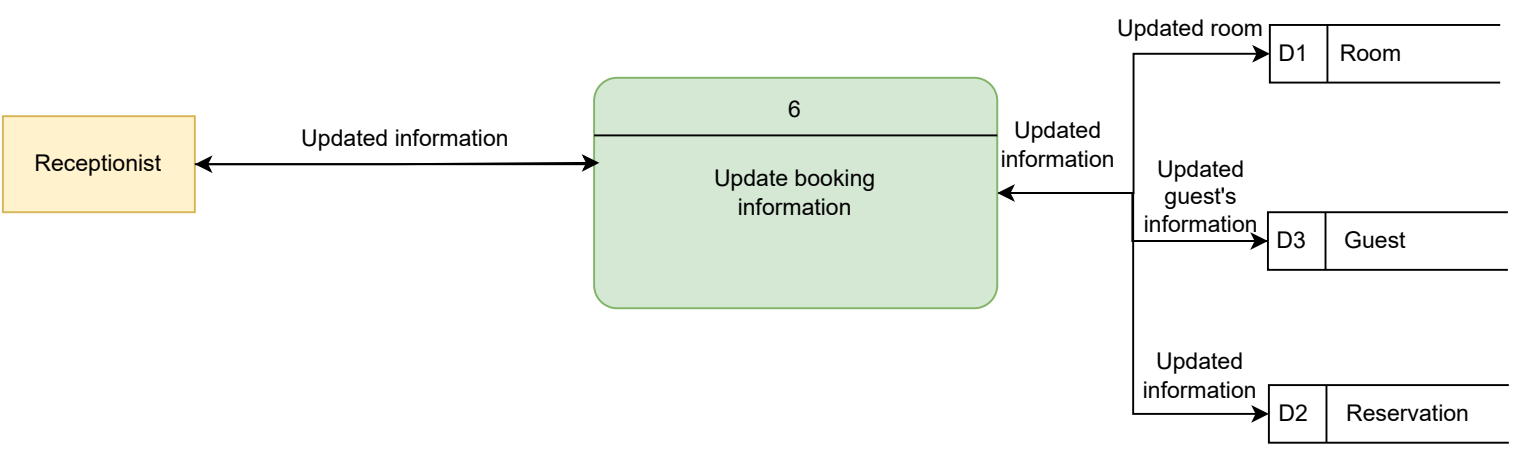 Updated room
D1
Room
6
Updated information
Updated
information
Receptionist
Update booking
information
Updated
guest's
information
D3
Guest
Updated
information
D2
Reservation